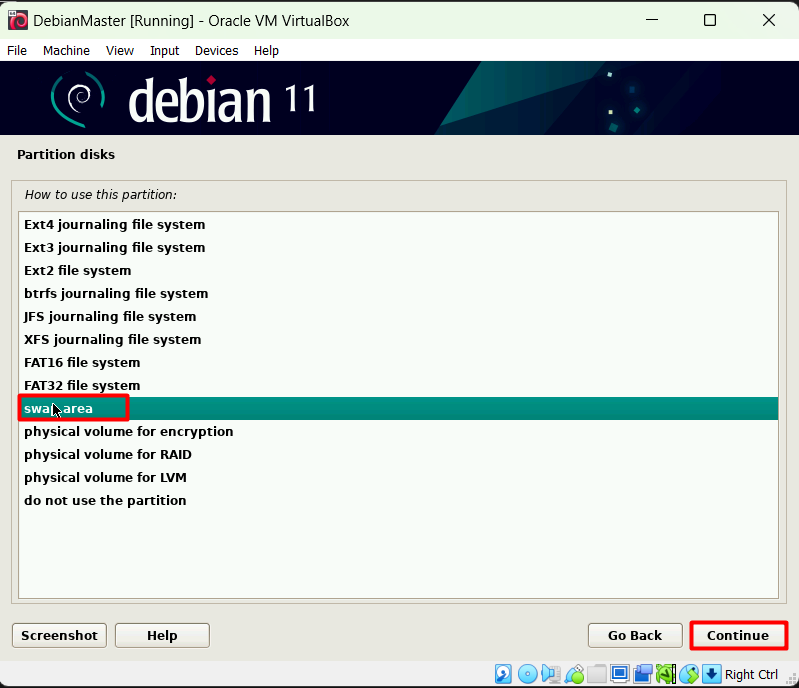 DebianMaster [Running] - Oracle VM VirtualBox
File Machine View Input Devices Help
debian 11
Partition disks
How to use this partition:
Ext4 journaling file system
Ext3 journaling file system
Ext2 file system
btrfs journaling file system
JFS journaling file system
XFS journaling file system
FAT16 file system
FAT32 file system
swap area
physical volume for encryption
physical volume for RAID
physical volume for LVM
do not use the partition
Screenshot Help Go Back Continue
Right Ctrl